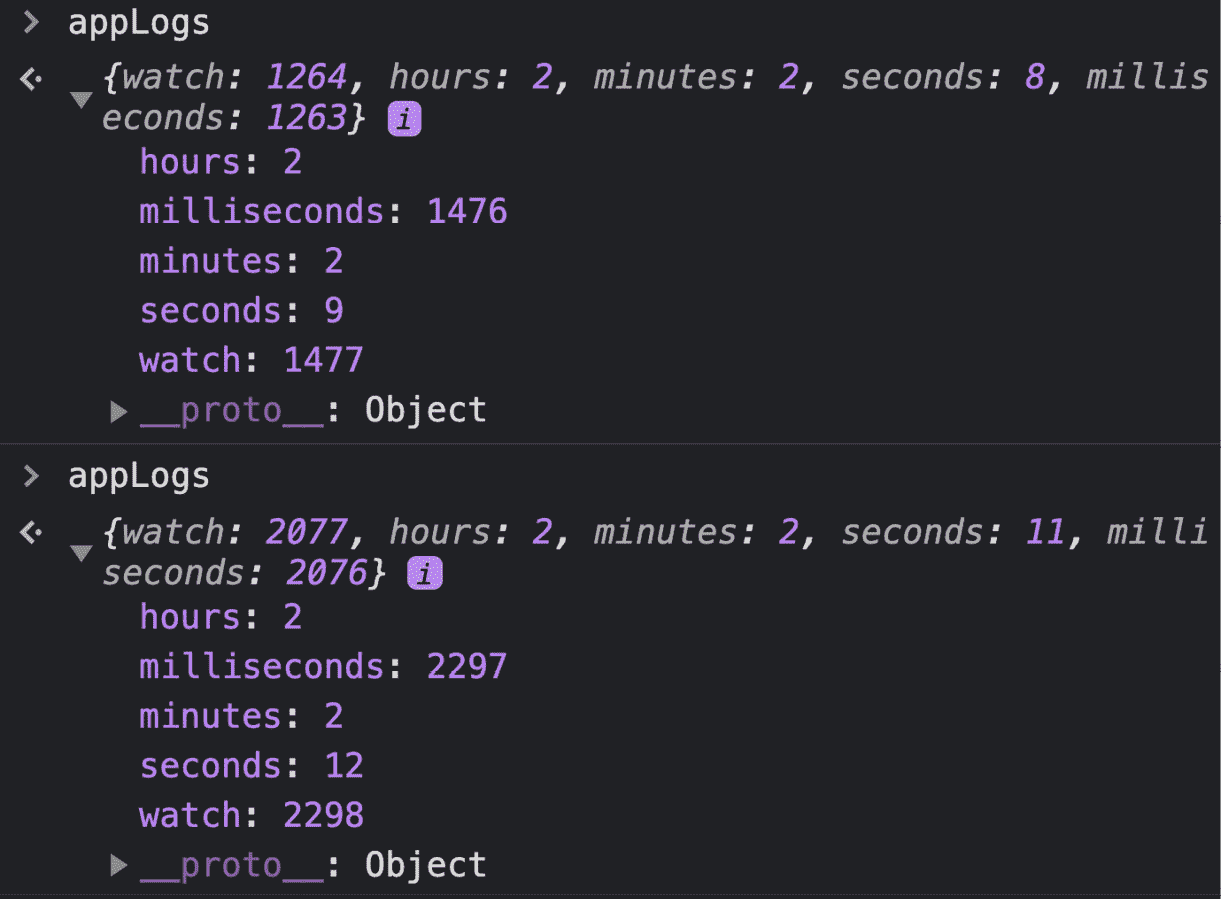 appLogs
{watch: 1264, hours: 2, minutes: 2, seconds: 8, millis
econds: 1263} i
hours: 2
milliseconds: 1476
minutes: 2
seconds: 9
watch: 1477
__proto__: Object
appLogs
{watch: 2077, hours: 2, minutes: 2, seconds: 11, milli
seconds: 2076} i
hours: 2
milliseconds: 2297
minutes: 2
seconds: 12
watch: 2298
__proto__: Object